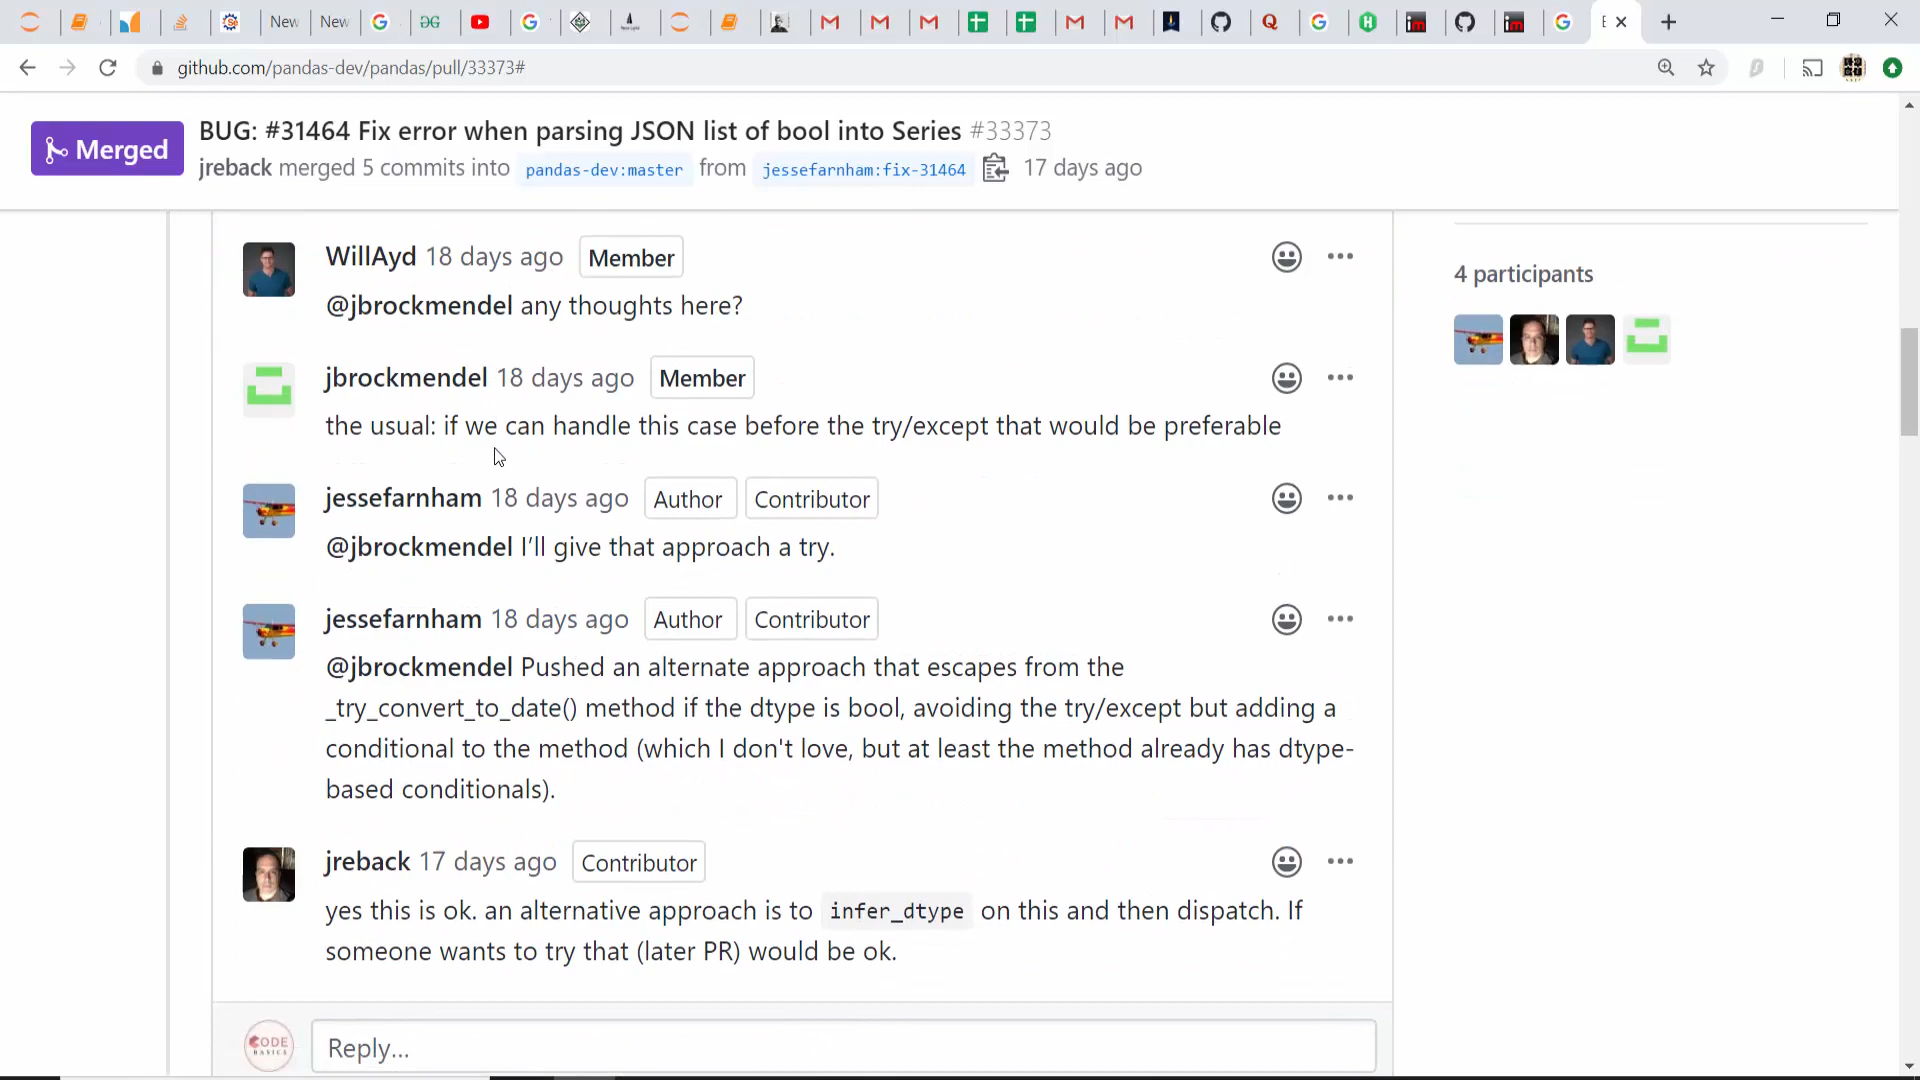 New
New
github.com/pandas-dev/pandas/pull/33373#
Merged
BUG: #31464 Fix error when parsing JSON list of bool into Series #33373
jreback merged 5 commits into pandas-dev:master from jessefarnham:fix-31464 17 days ago
WillAyd 18 days ago Member
@jbrockmendel any thoughts here?
4 participants
jbrockmendel 18 days ago Member
the usual: if we can handle this case before the try/except that would be preferable
jessefarnham 18 days ago Author Contributor
@jbrockmendel I’ll give that approach a try.
jessefarnham 18 days ago Author Contributor
@jbrockmendel Pushed an alternate approach that escapes from the
_try_convert_to_date() method if the dtype is bool, avoiding the try/except but adding a
conditional to the method (which I don't love, but at least the method already has dtype-
based conditionals).
jreback 17 days ago Contributor
yes this is ok. an alternative approach is to infer_dtype on this and then dispatch. If
someone wants to try that (later PR) would be ok.
CODE
BASICS
Reply...